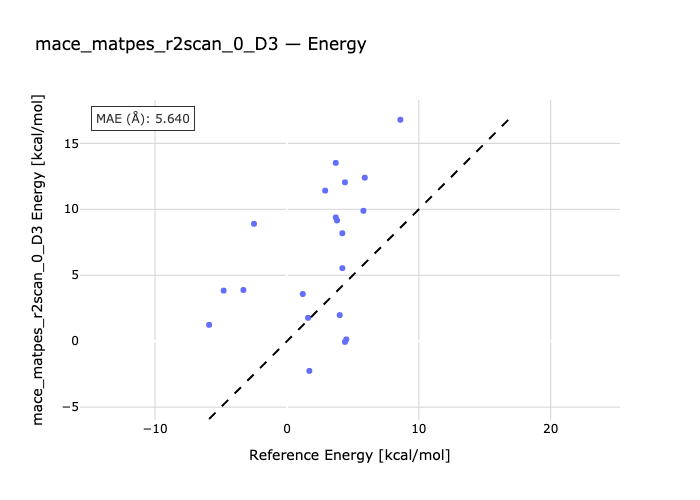 mace_matpes_r2scan_0_D3 — Energy
MAE (Å): 5.640
mace_matpes_r2scan_0_D3 Energy [kcal/mol]
15
10
5
0
−5
−10
0
10
20
Reference Energy [kcal/mol]